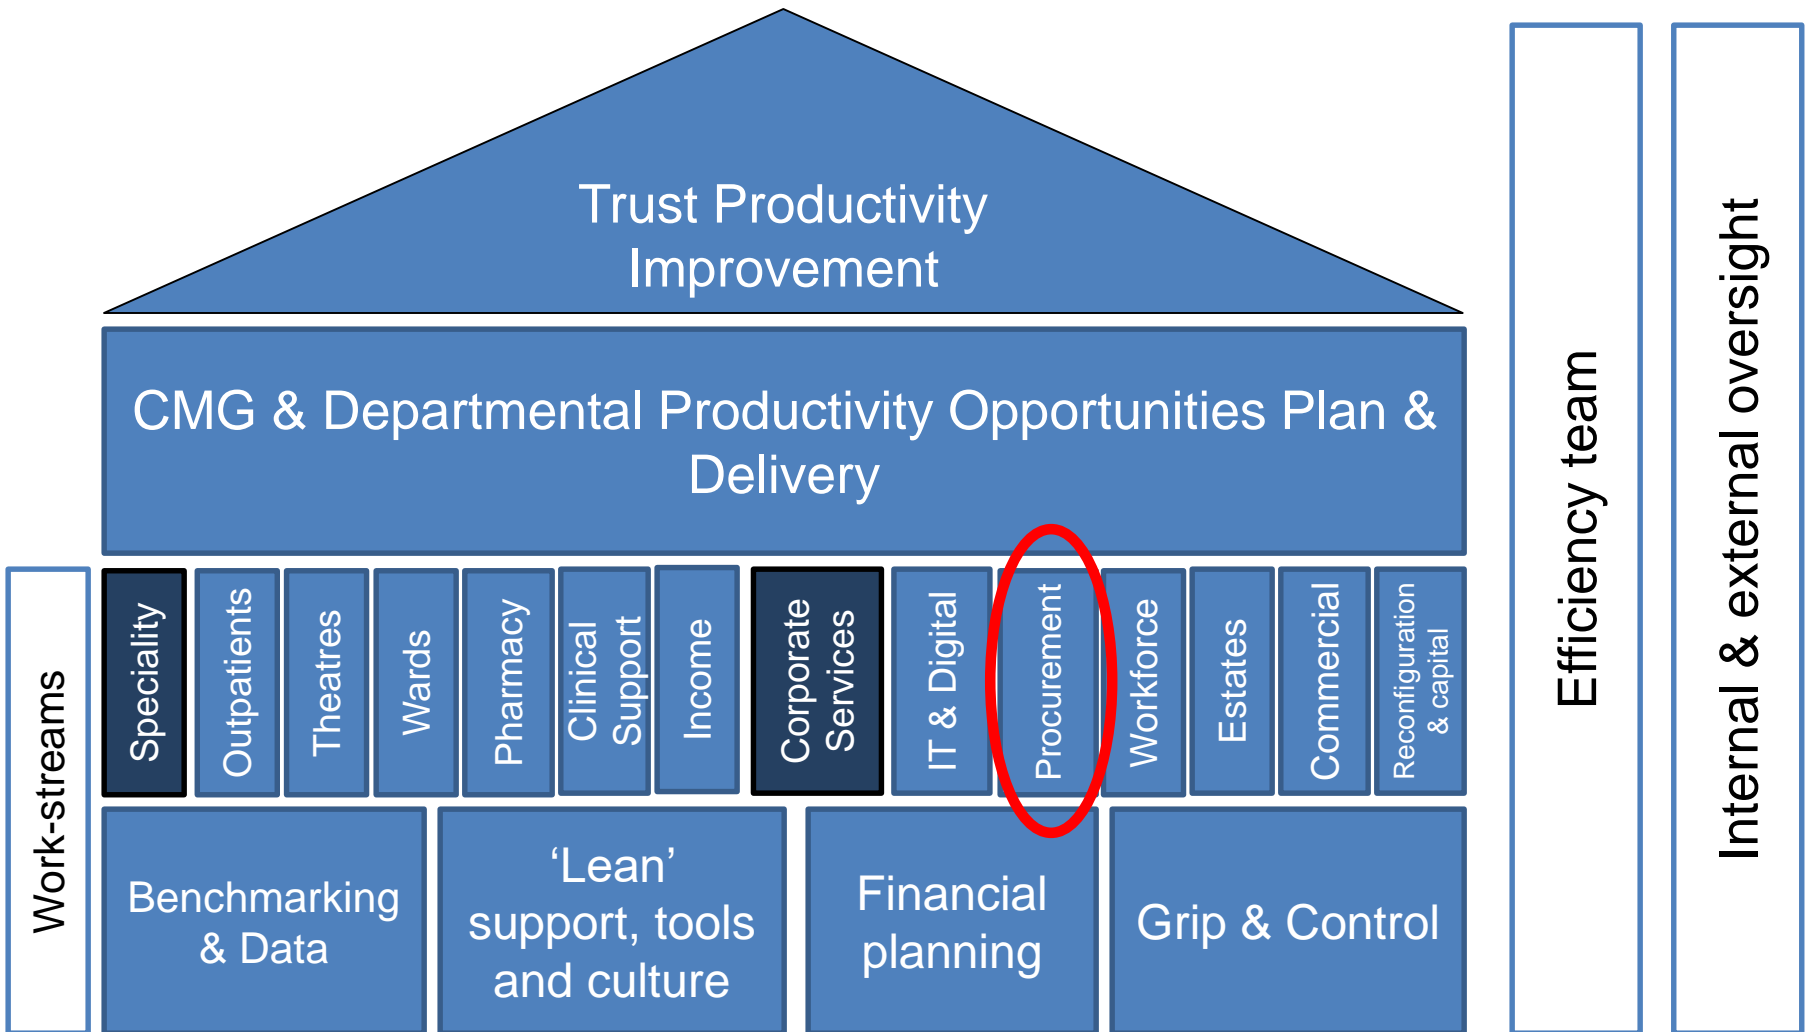 Trust Productivity
Improvement
CMG & Departmental Productivity Opportunities Plan &
Delivery
Work-streams
Speciality
Outpatients
Theatres
Wards
Pharmacy
Clinical
Support
Income
Corporate
Services
IT & Digital
Procurement
Workforce
Estates
Commercial
Reconfiguration
& capital
Benchmarking
& Data
‘Lean’
support, tools
and culture
Financial
planning
Grip & Control
Efficiency team
Internal & external oversight